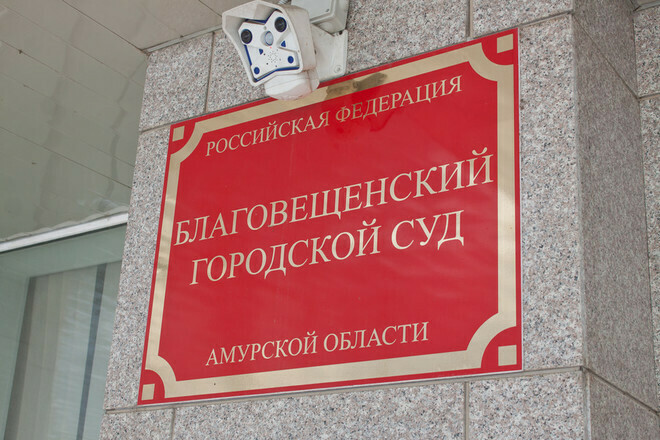 РОССИЙСКАЯ ФЕДЕРАЦИЯ
БЛАГОВЕЩЕНСКИЙ
ГОРОДСКОЙ СУД
АМУРСКОЙ ОБЛАСТИ